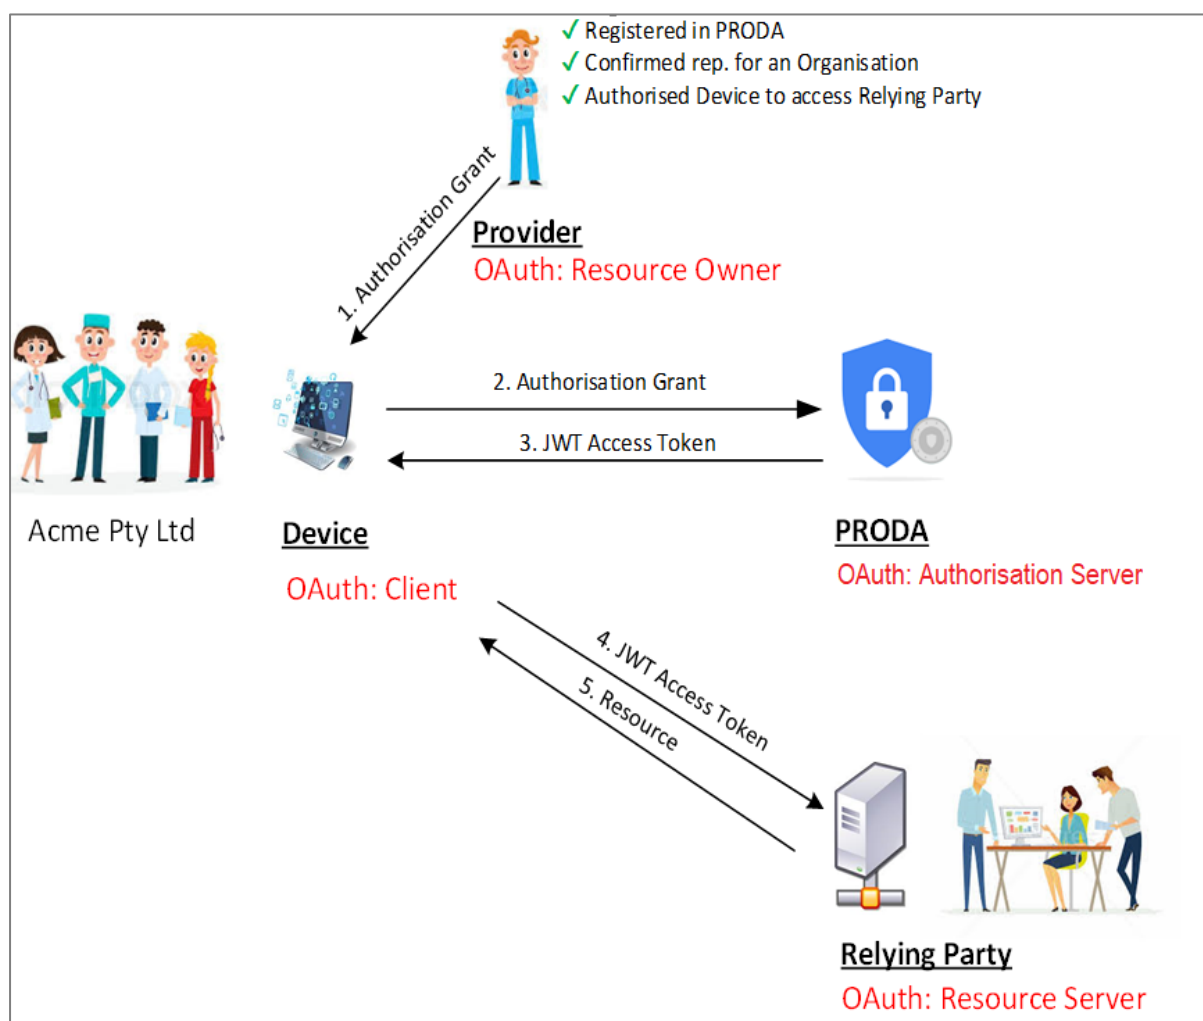 ✓ Registered in PRODA
✓ Confirmed rep. for an Organisation
✓ Authorised Device to access Relying Party
1. Authorisation Grant
Provider
OAuth: Resource Owner
2. Authorisation Grant
3. JWT Access Token
Acme Pty Ltd
Device
OAuth: Client
PRODA
OAuth: Authorisation Server
4. JWT Access Token
5. Resource
Relying Party
OAuth: Resource Server